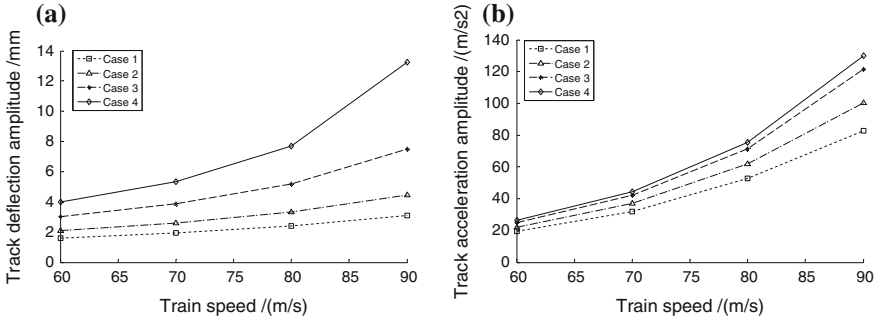 (a)
Track deflection amplitude /mm
14
12
10
8
6
4
2
0
Case 1
Case 2
Case 3
Case 4
60
65
70
75
80
85
90
Train speed /(m/s)
(b)
Track acceleration amplitude /(m/s2)
140
120
100
80
60
40
20
0
Case 1
Case 2
Case 3
Case 4
60
65
70
75
80
85
90
Train speed /(m/s)